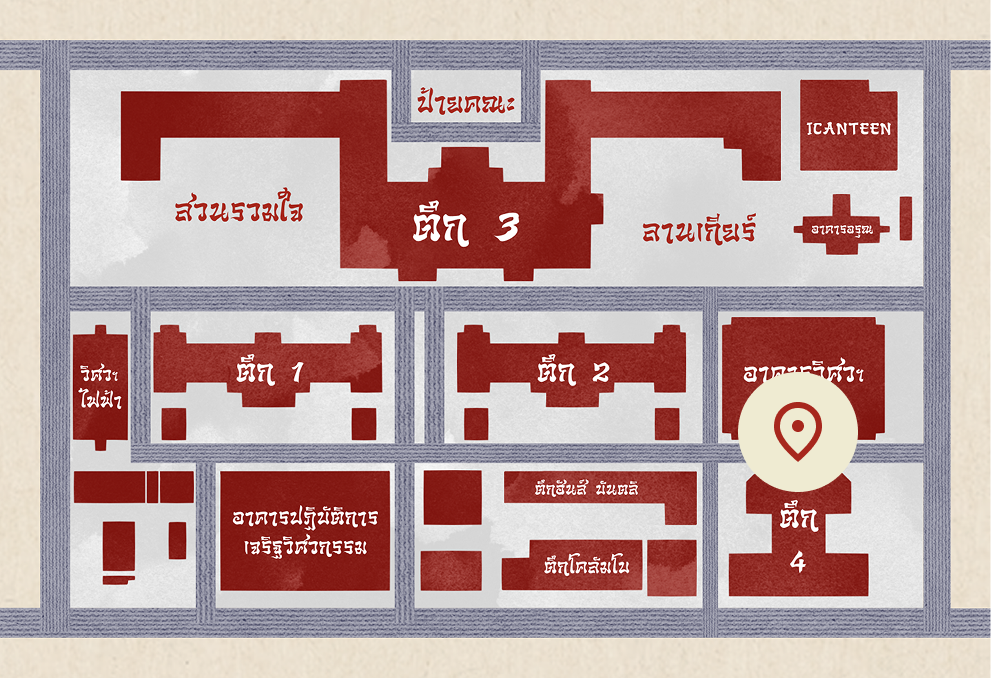 ป้ายคณะ
ICANTEEN
สวนรวมใจ
ตึก 3
ลานเกียร์
อาคารอรุณ
วิศวฯ
ไฟฟ้า
ตึก 1
ตึก 2
อาคารวิศวฯ
ตึกฮันส์ บันตลิ
อาคารปฏิบัติการ
เจริฐวิศวกรรม
ตึกโคลัมโบ
ตึก
4